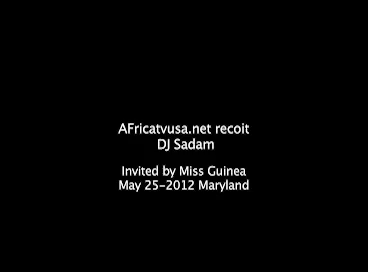 AFricatvusa.net recoit
DJ Sadam
Invited by Miss Guinea
May 25-2012 Maryland